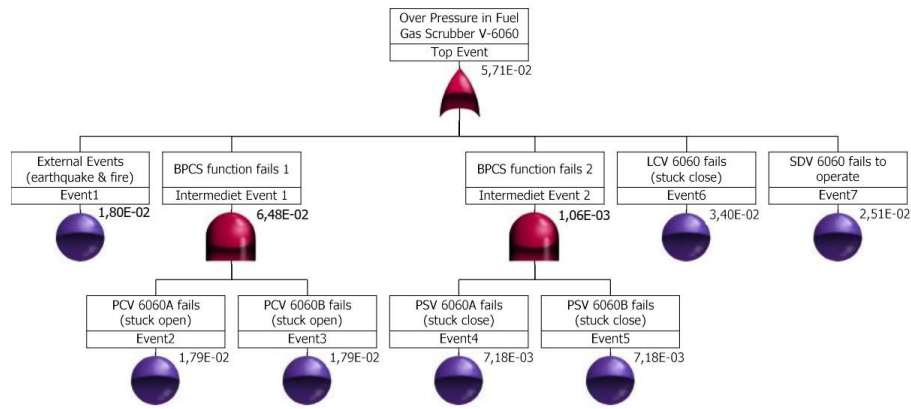 Over Pressure in Fuel
Gas Scrubber V-6060
Top Event
5,71E-02
External Events
(earthquake & fire)
Event1
1,80E-02
BPCS function fails 1
Intermediet Event 1
6,48E-02
BPCS function fails 2
Intermediet Event 2
1,06E-03
LCV 6060 fails
(stuck close)
Event6
3,40E-02
SDV 6060 fails to
operate
Event7
2,51E-02
PCV 6060A fails
(stuck open)
Event2
1,79E-02
PCV 6060B fails
(stuck open)
Event3
1,79E-02
PSV 6060A fails
(stuck close)
Event4
7,18E-03
PSV 6060B fails
(stuck close)
Event5
7,18E-03